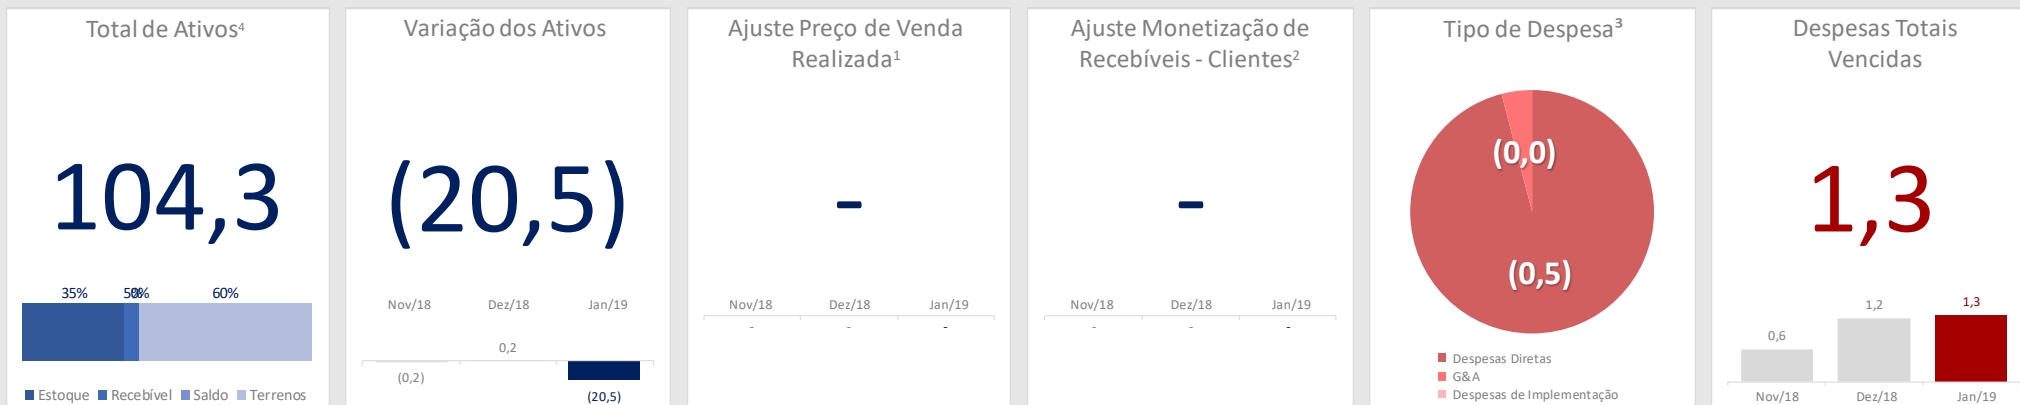 Total de Ativos⁴
104,3
35%
5%
0%
60%
Estoque
Recebível
Saldo
Terrenos
Variação dos Ativos
(20,5)
Nov/18
Dez/18
Jan/19
0,2
(0,2)
(20,5)
Ajuste Preço de Venda
Realizada¹
-
Nov/18
Dez/18
Jan/19
-
-
-
Ajuste Monetização de
Recebíveis - Clientes²
-
Nov/18
Dez/18
Jan/19
-
-
-
Tipo de Despesa³
(0,0)
(0,5)
Despesas Diretas
G&A
Despesas de Implementação
Despesas Totais
Vencidas
1,3
0,6
1,2
1,3
Nov/18
Dez/18
Jan/19